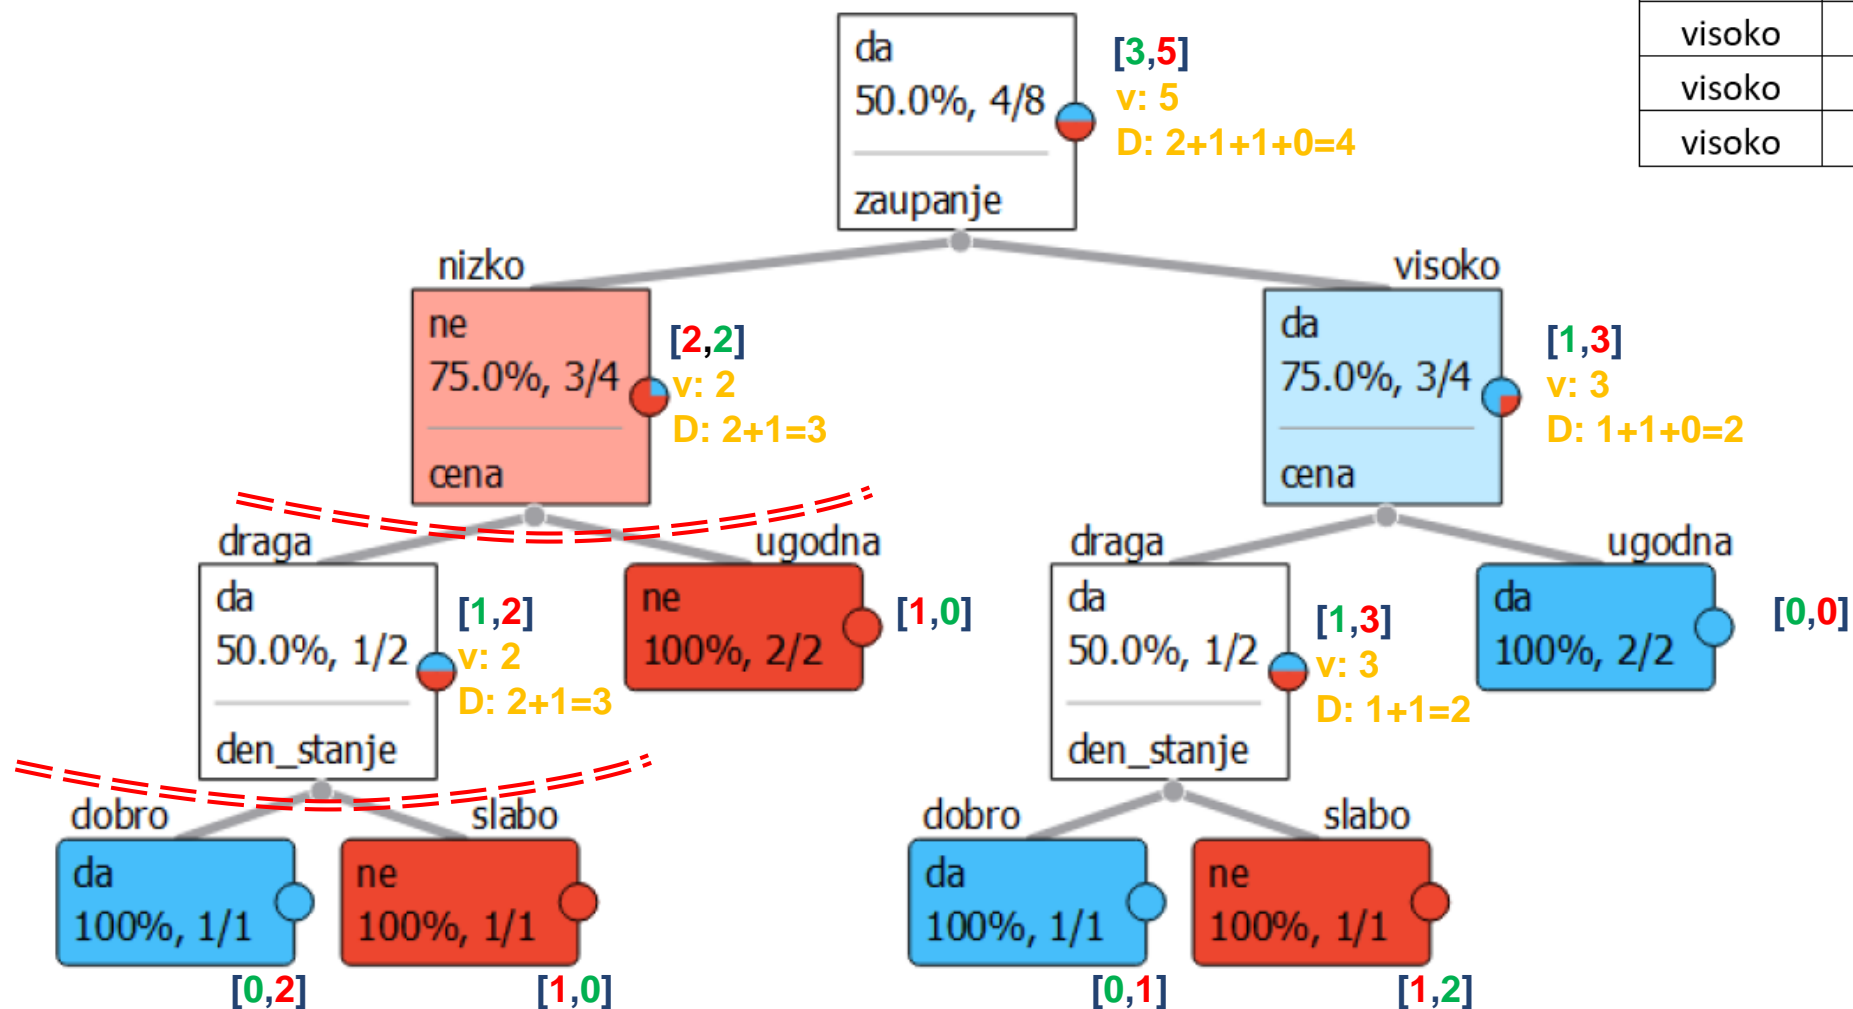 da
50.0%, 4/8
zaupanje
[3,5]
v: 5
D: 2+1+1+0=4
visoko
visoko
visoko
nizko
visoko
ne
75.0%, 3/4
cena
[2,2]
v: 2
D: 2+1=3
da
75.0%, 3/4
cena
[1,3]
v: 3
D: 1+1+0=2
draga
ugodna
draga
ugodna
da
50.0%, 1/2
den_stanje
[1,2]
v: 2
D: 2+1=3
ne
100%, 2/2
[1,0]
da
50.0%, 1/2
den_stanje
[1,3]
v: 3
D: 1+1=2
da
100%, 2/2
[0,0]
dobro
slabo
dobro
slabo
da
100%, 1/1
[0,2]
ne
100%, 1/1
[1,0]
da
100%, 1/1
[0,1]
ne
100%, 1/1
[1,2]